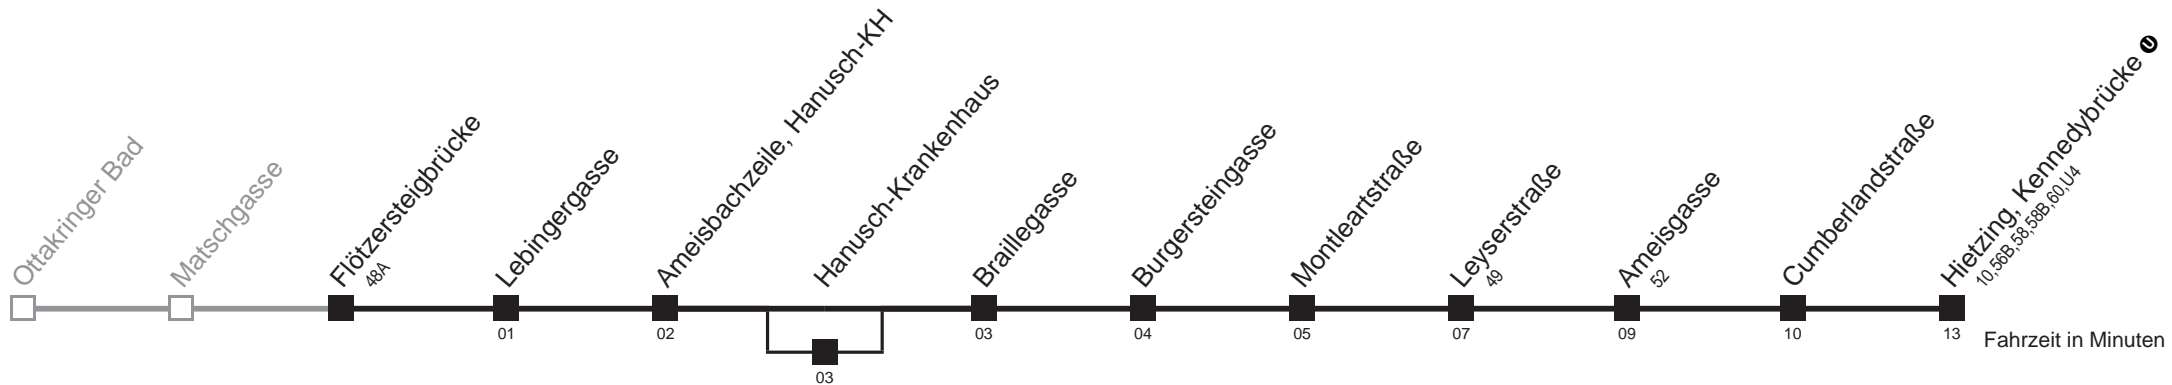 Ottakringer Bad
Matschgasse
Flötzersteigbrücke
48A
Lebingergasse
Ameisbachzeile, Hanusch-KH
Hanusch-Krankenhaus
Braillegasse
Burgersteingasse
Montleartstraße
Leyserstraße
49
Ameisgasse
52
Cumberlandstraße
Hietzing, Kennedybrücke U
10,56B,58,58B,60,U4
01
02
03
04
05
07
09
10
13
Fahrzeit in Minuten
03